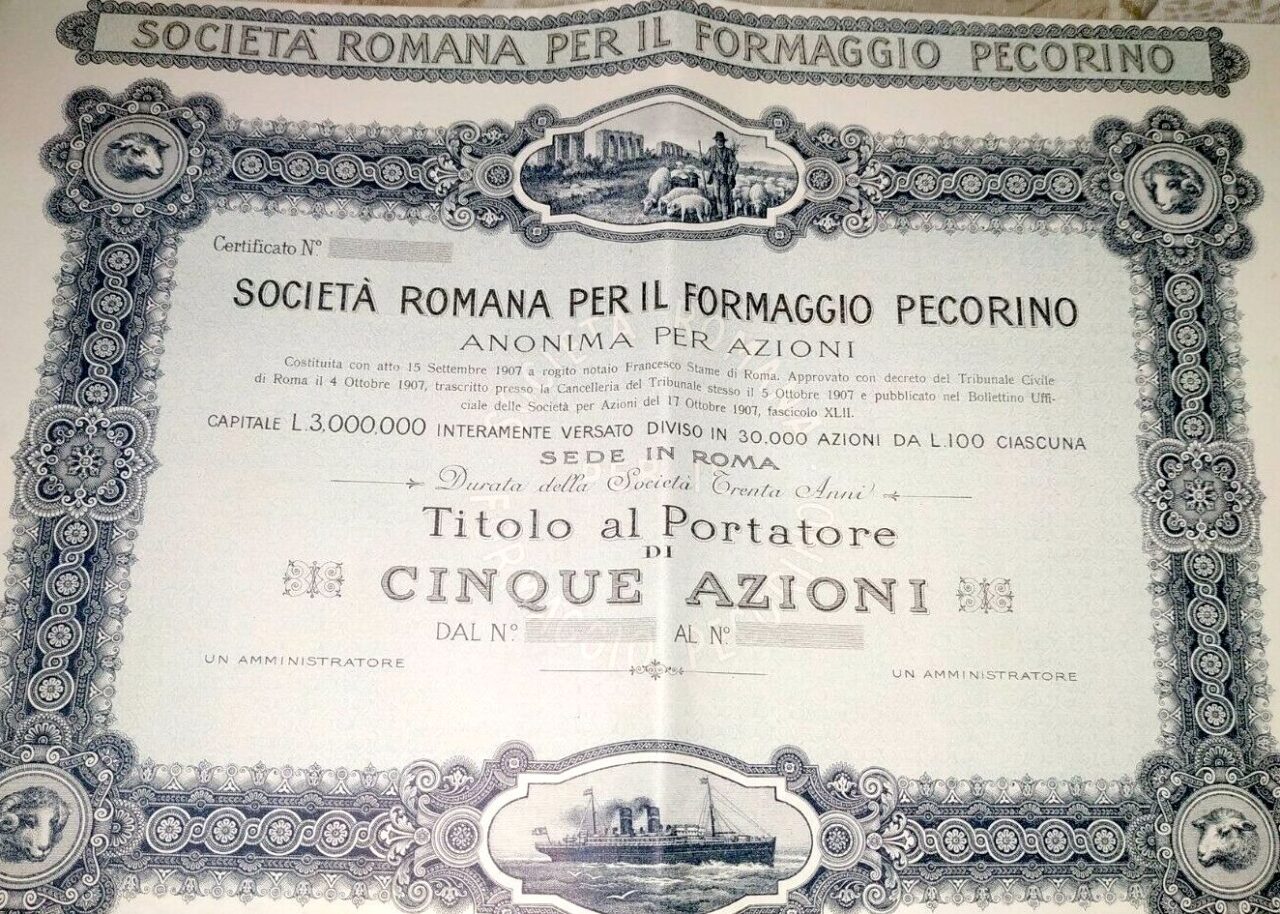 SOCIETÀ ROMANA PER IL FORMAGGIO PECORINO
Certificato N°
SOCIETÀ ROMANA PER IL FORMAGGIO PECORINO
ANONIMA PER AZIONI
Costituita con atto 15 Settembre 1907 a rogito notaio Francesco Stame di Roma. Approvato con decreto del Tribunale Civile
di Roma il 4 Ottobre 1907, trascritto presso la Cancelleria del Tribunale stesso il 5 Ottobre 1907 e pubblicato nel Bollettino Uffi-
ciale delle Società per Azioni del 17 Ottobre 1907, fascicolo XLII.
CAPITALE L. 3,000,000 INTERAMENTE VERSATO DIVISO IN 30.000 AZIONI DA L. 100 CIASCUNA
SEDE IN ROMA
Durata della Società Trenta Anni
Titolo al Portatore
DI
CINQUE AZIONI
DAL N° AL N°
UN AMMINISTRATORE UN AMMINISTRATORE